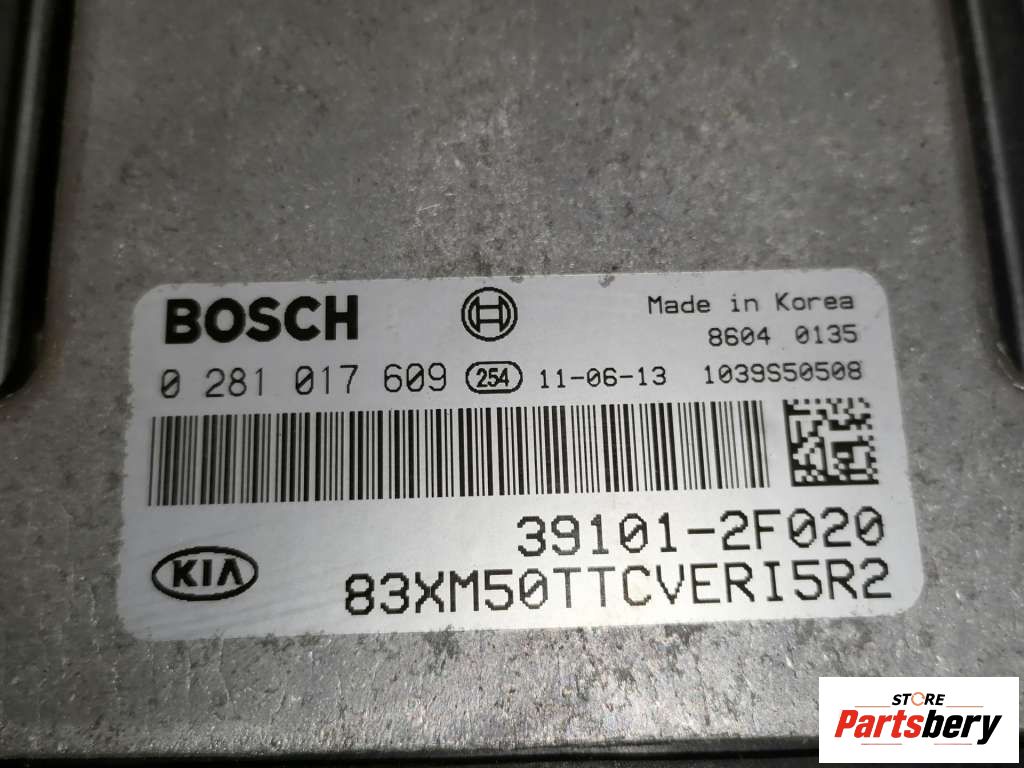 BOSCH
Made in Korea
8604 0135
0 281 017 609 254 11-06-13 1039S50508
39101-2F020
KIA
83XM50TTCVERI5R2
STORE
Partsbery